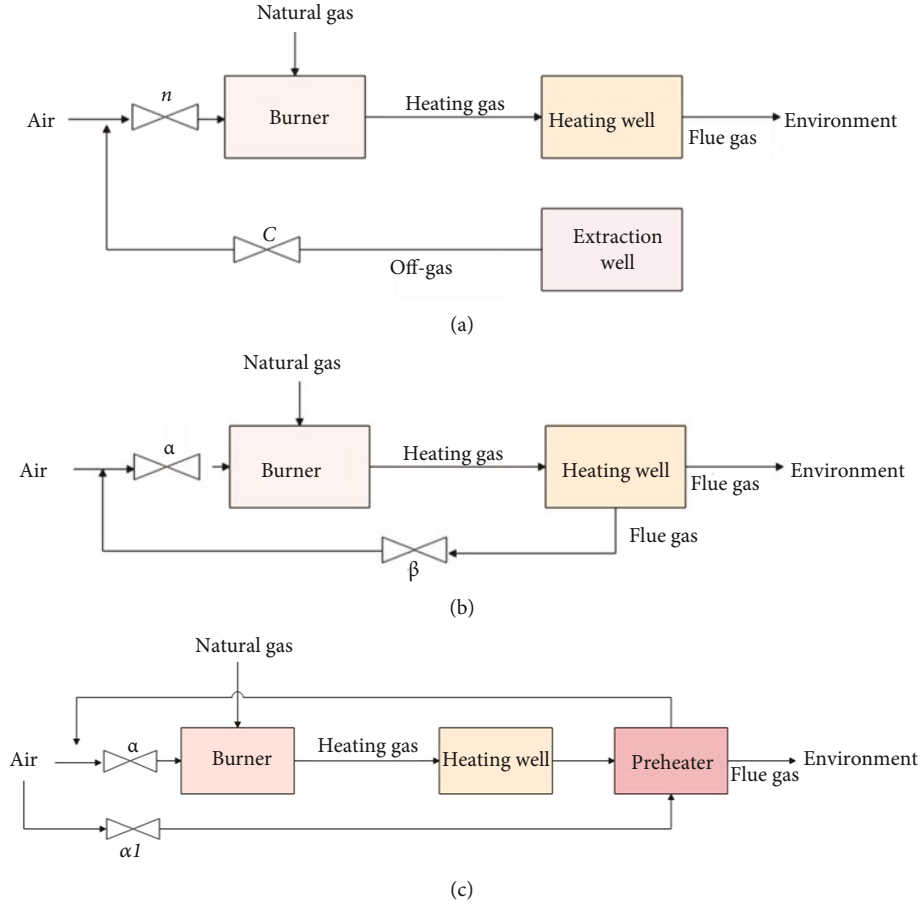 Natural gas
Air
n
Burner
Heating gas
Heating well
Flue gas
Environment
C
Off-gas
Extraction
well
(a)
Natural gas
Air
α
Burner
Heating gas
Heating well
Flue gas
Environment
Flue gas
β
(b)
Natural gas
Air
α
Burner
Heating gas
Heating well
Preheater
Flue gas
Environment
α1
(c)